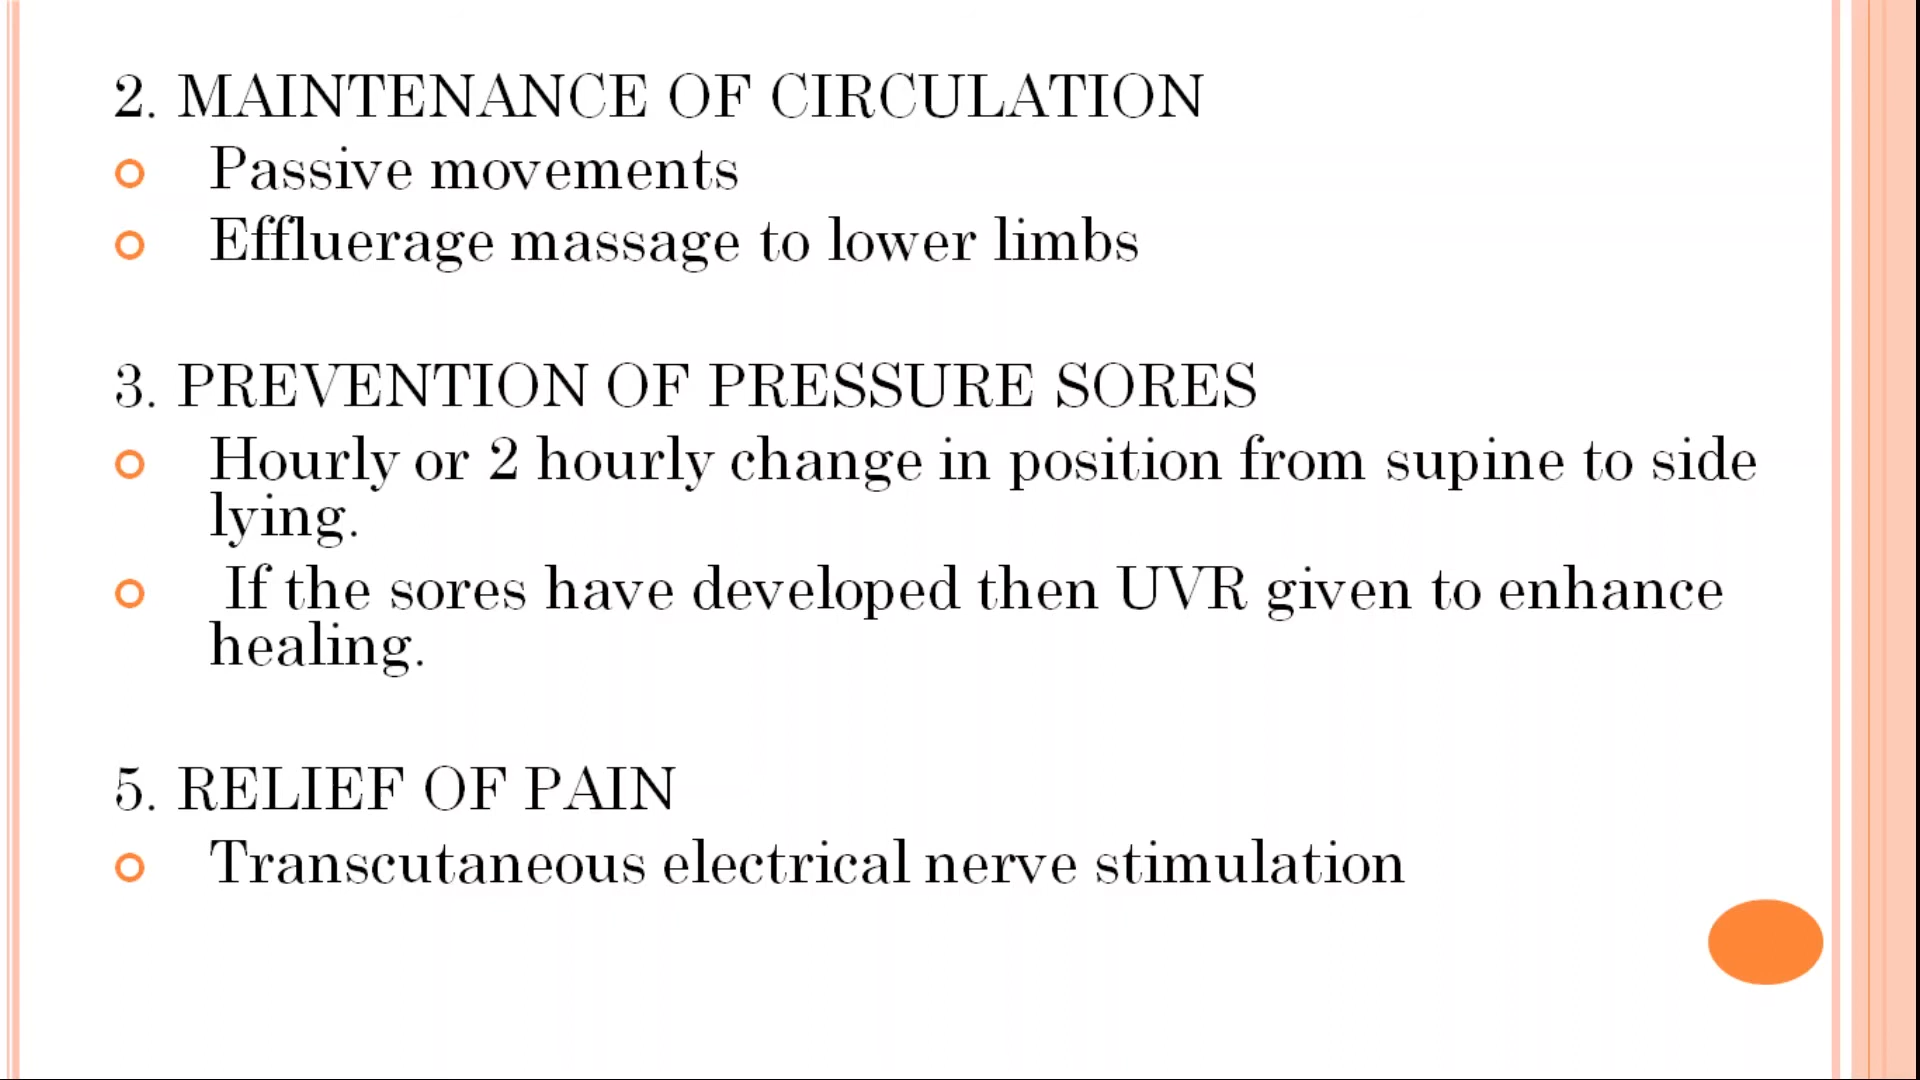 2. MAINTENANCE OF CIRCULATION
Passive movements
Effluerage massage to lower limbs
3. PREVENTION OF PRESSURE SORES
Hourly or 2 hourly change in position from supine to side
lying.
If the sores have developed then UVR given to enhance
healing.
5. RELIEF OF PAIN
Transcutaneous electrical nerve stimulation